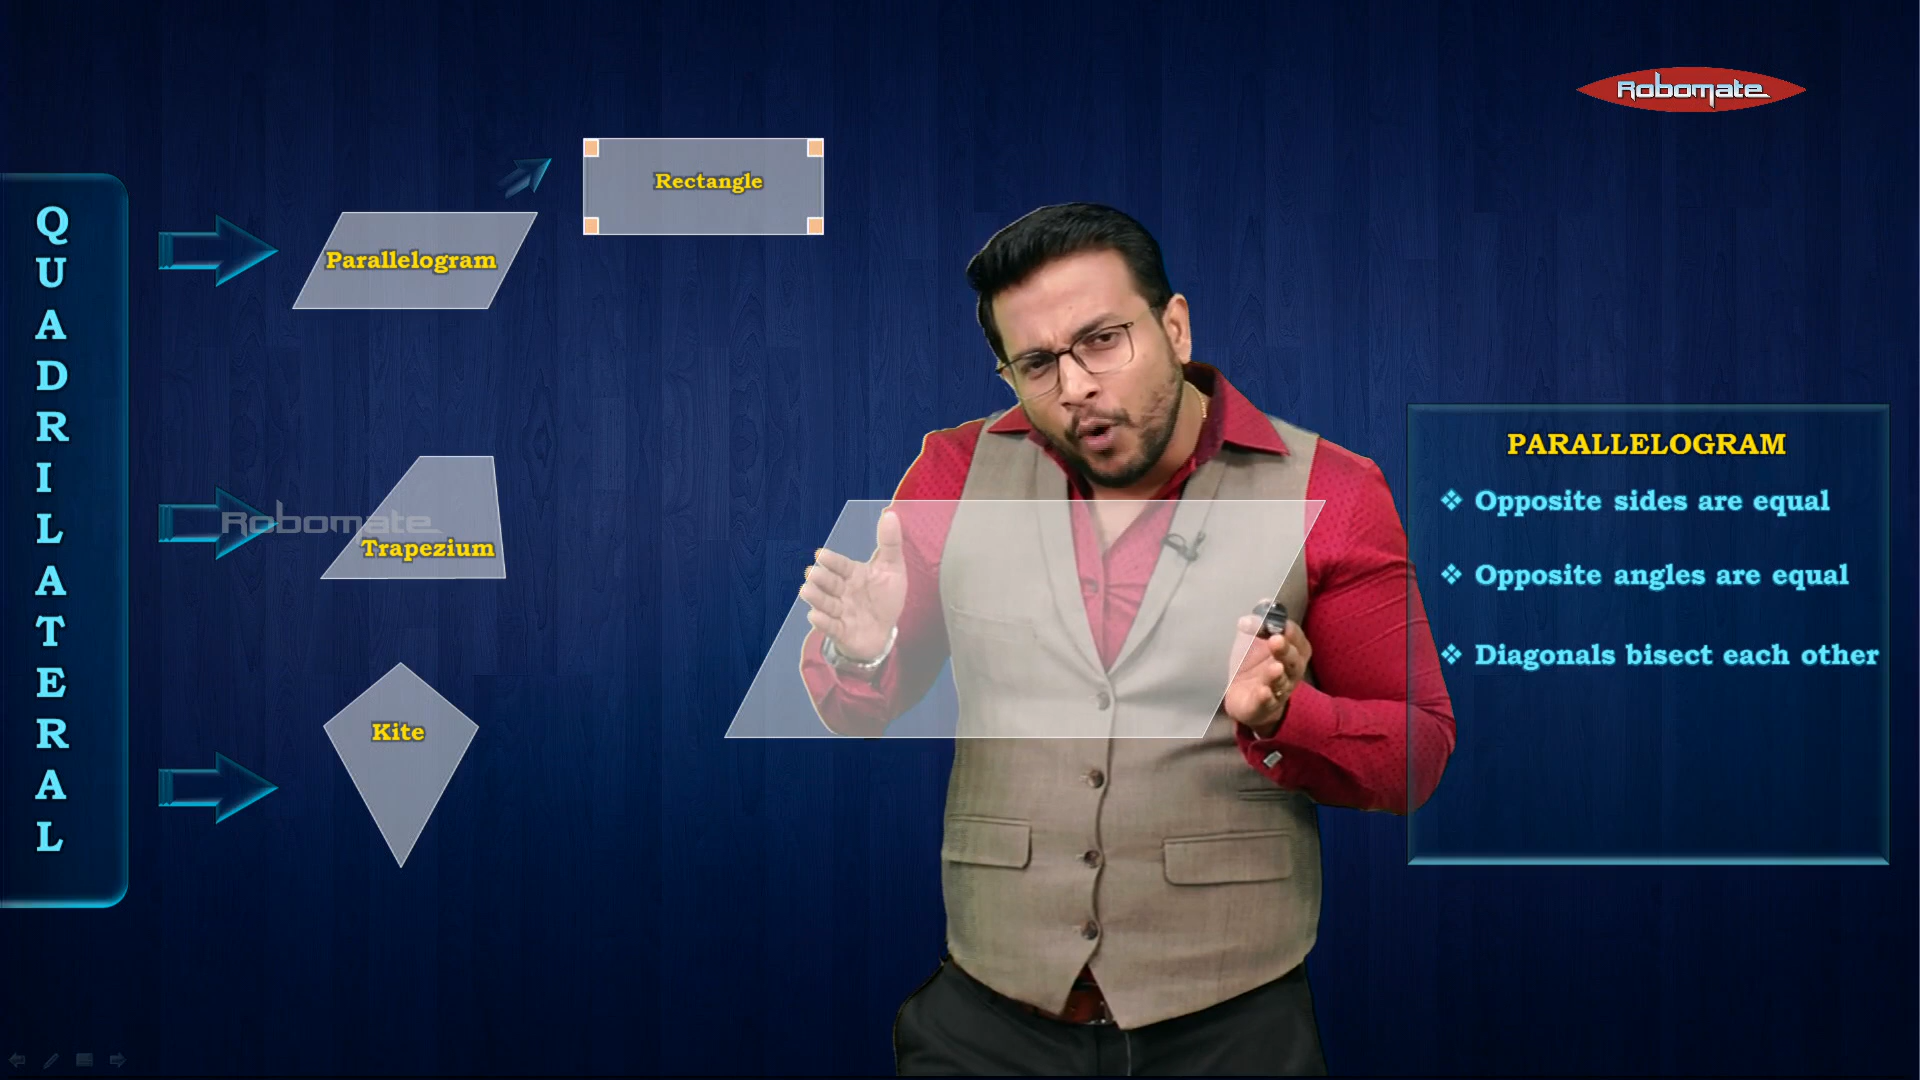 Robomate
Rectangle
QUADRILATERAL
Parallelogram
PARALLELOGRAM
Opposite sides are equal
Robomate
Trapezium
Opposite angles are equal
Diagonals bisect each other
Kite